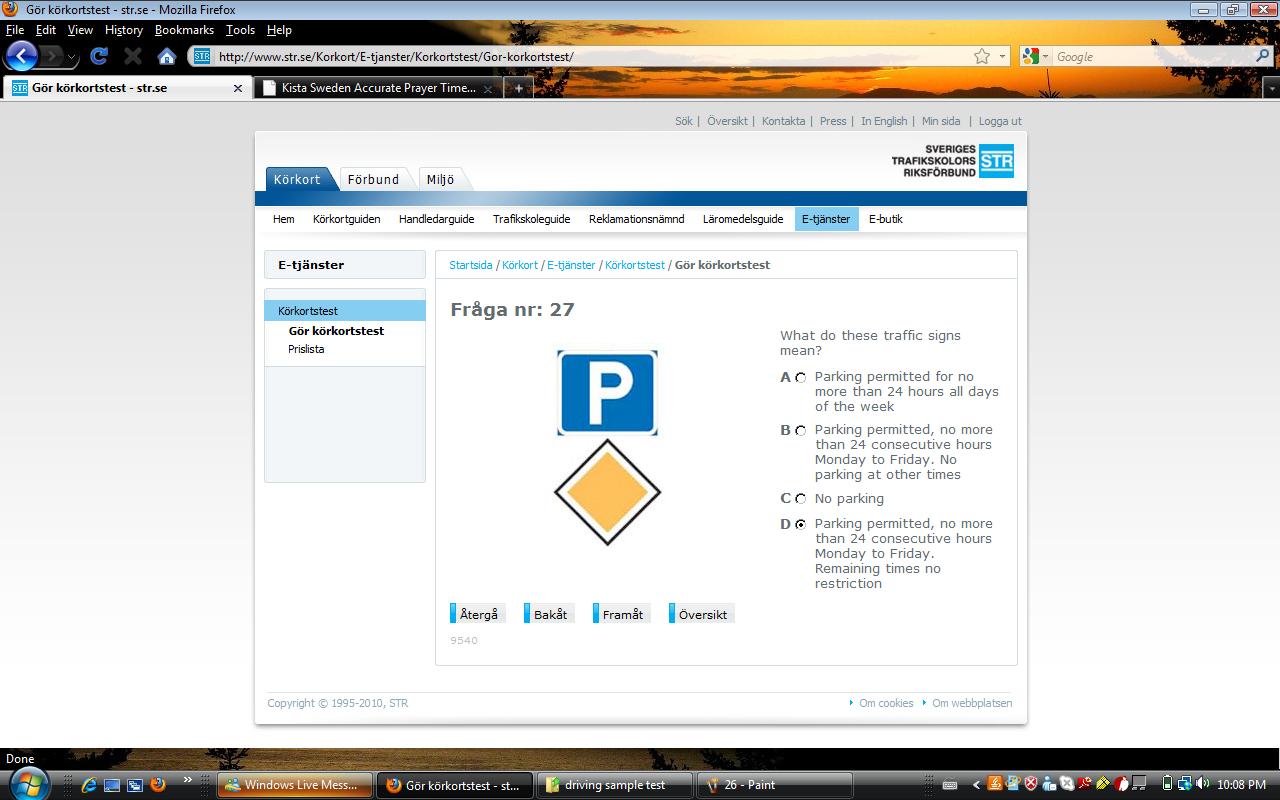 Gör körkortstest - str.se - Mozilla Firefox
File Edit View History Bookmarks Tools Help
STR http://www.str.se/Korkort/E-tjanster/Korkortstest/Gor-korkortstest/ Google
STR Gör körkortstest - str.se Kista Sweden Accurate Prayer Time...
Sök | Översikt | Kontakta | Press | In English | Min sida | Logga ut
SVERIGES
TRAFIKSKOLORS
RIKSFÖRBUND
STR
Körkort Förbund Miljö
Hem Körkortguiden Handledarguide Trafikskoleguide Reklamationsnämnd Läromedelsguide E-tjänster E-butik
E-tjänster
Körkortstest
Gör körkortstest
Prislista
Startsida / Körkort / E-tjänster / Körkortstest / Gör körkortstest
Fråga nr: 27
P
What do these traffic signs
mean?
A Parking permitted for no
more than 24 hours all days
of the week
B Parking permitted, no more
than 24 consecutive hours
Monday to Friday. No
parking at other times
C No parking
D Parking permitted, no more
than 24 consecutive hours
Monday to Friday.
Remaining times no
restriction
Återgå Bakåt Framåt Översikt
9540
Copyright © 1995-2010, STR Om cookies Om webbplatsen
Done
Windows Live Mess... Gör körkortstest - st... driving sample test 26 - Paint 10:08 PM